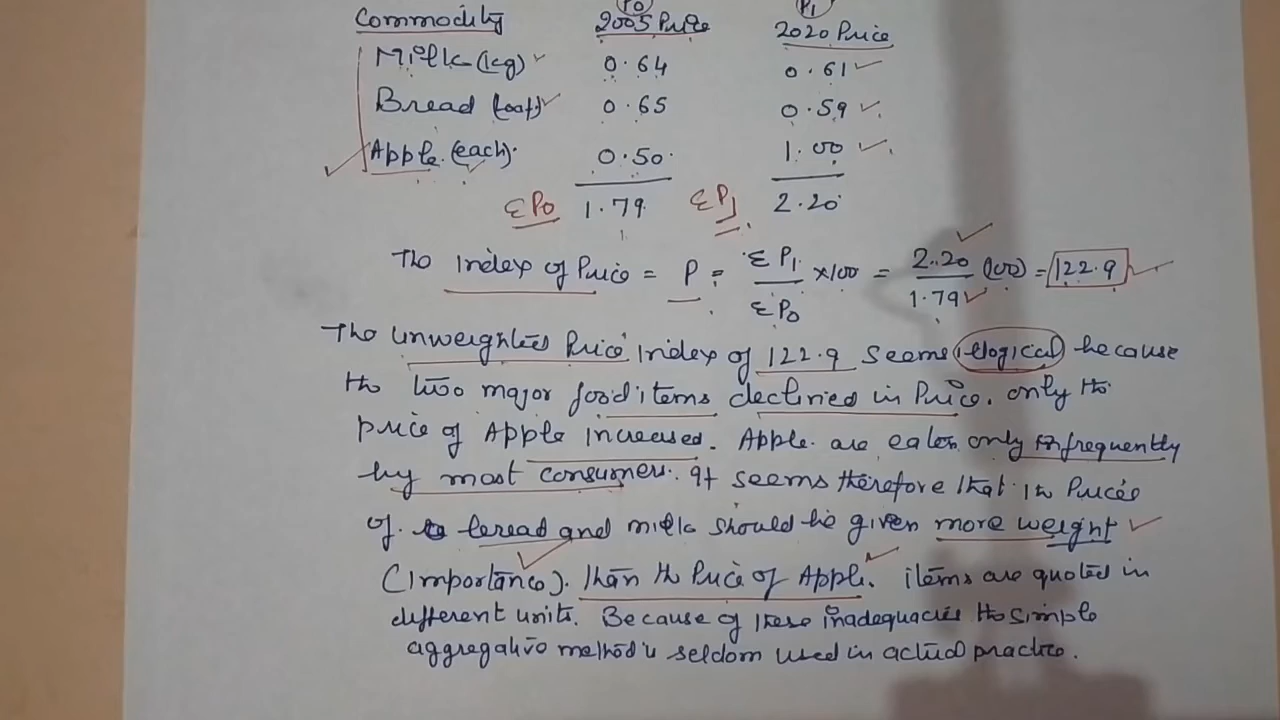 P0 P1
Commodity 2005 Price 2020 Price
Milk (kg) 0.64 0.61
Bread (loaf) 0.65 0.59
Apple (each). 0.50 1.00
ΣP0 1.79 ΣP1 2.20
The Index of Price = P = ΣP1 / ΣP0 ×100 = 2.20 / 1.79 (100) = 122.9
The unweighted Price index of 122.9 seems illogical because
the two major food items declined in Price. only the
price of Apple increased. Apple are eaten only infrequently
by most consumers. It seems therefore that the Prices
of bread and milk should be given more weight
(Importance). than the Price of Apple. items are quoted in
different units. Because of these inadequacies the simple
aggregative method is seldom used in actual practice.